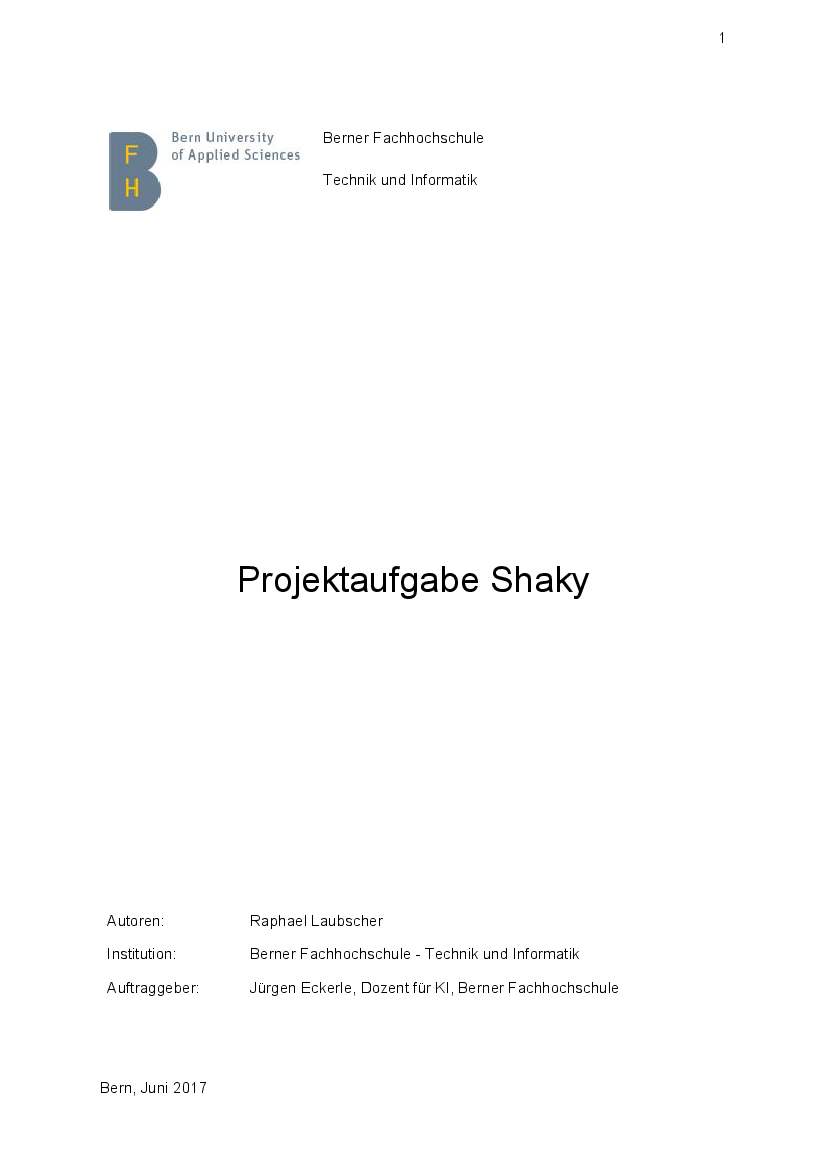 1
F
H
Bern University
of Applied Sciences
Berner Fachhochschule
Technik und Informatik
Projektaufgabe Shaky
Autoren: Raphael Laubscher
Institution: Berner Fachhochschule - Technik und Informatik
Auftraggeber: Jürgen Eckerle, Dozent für KI, Berner Fachhochschule
Bern, Juni 2017